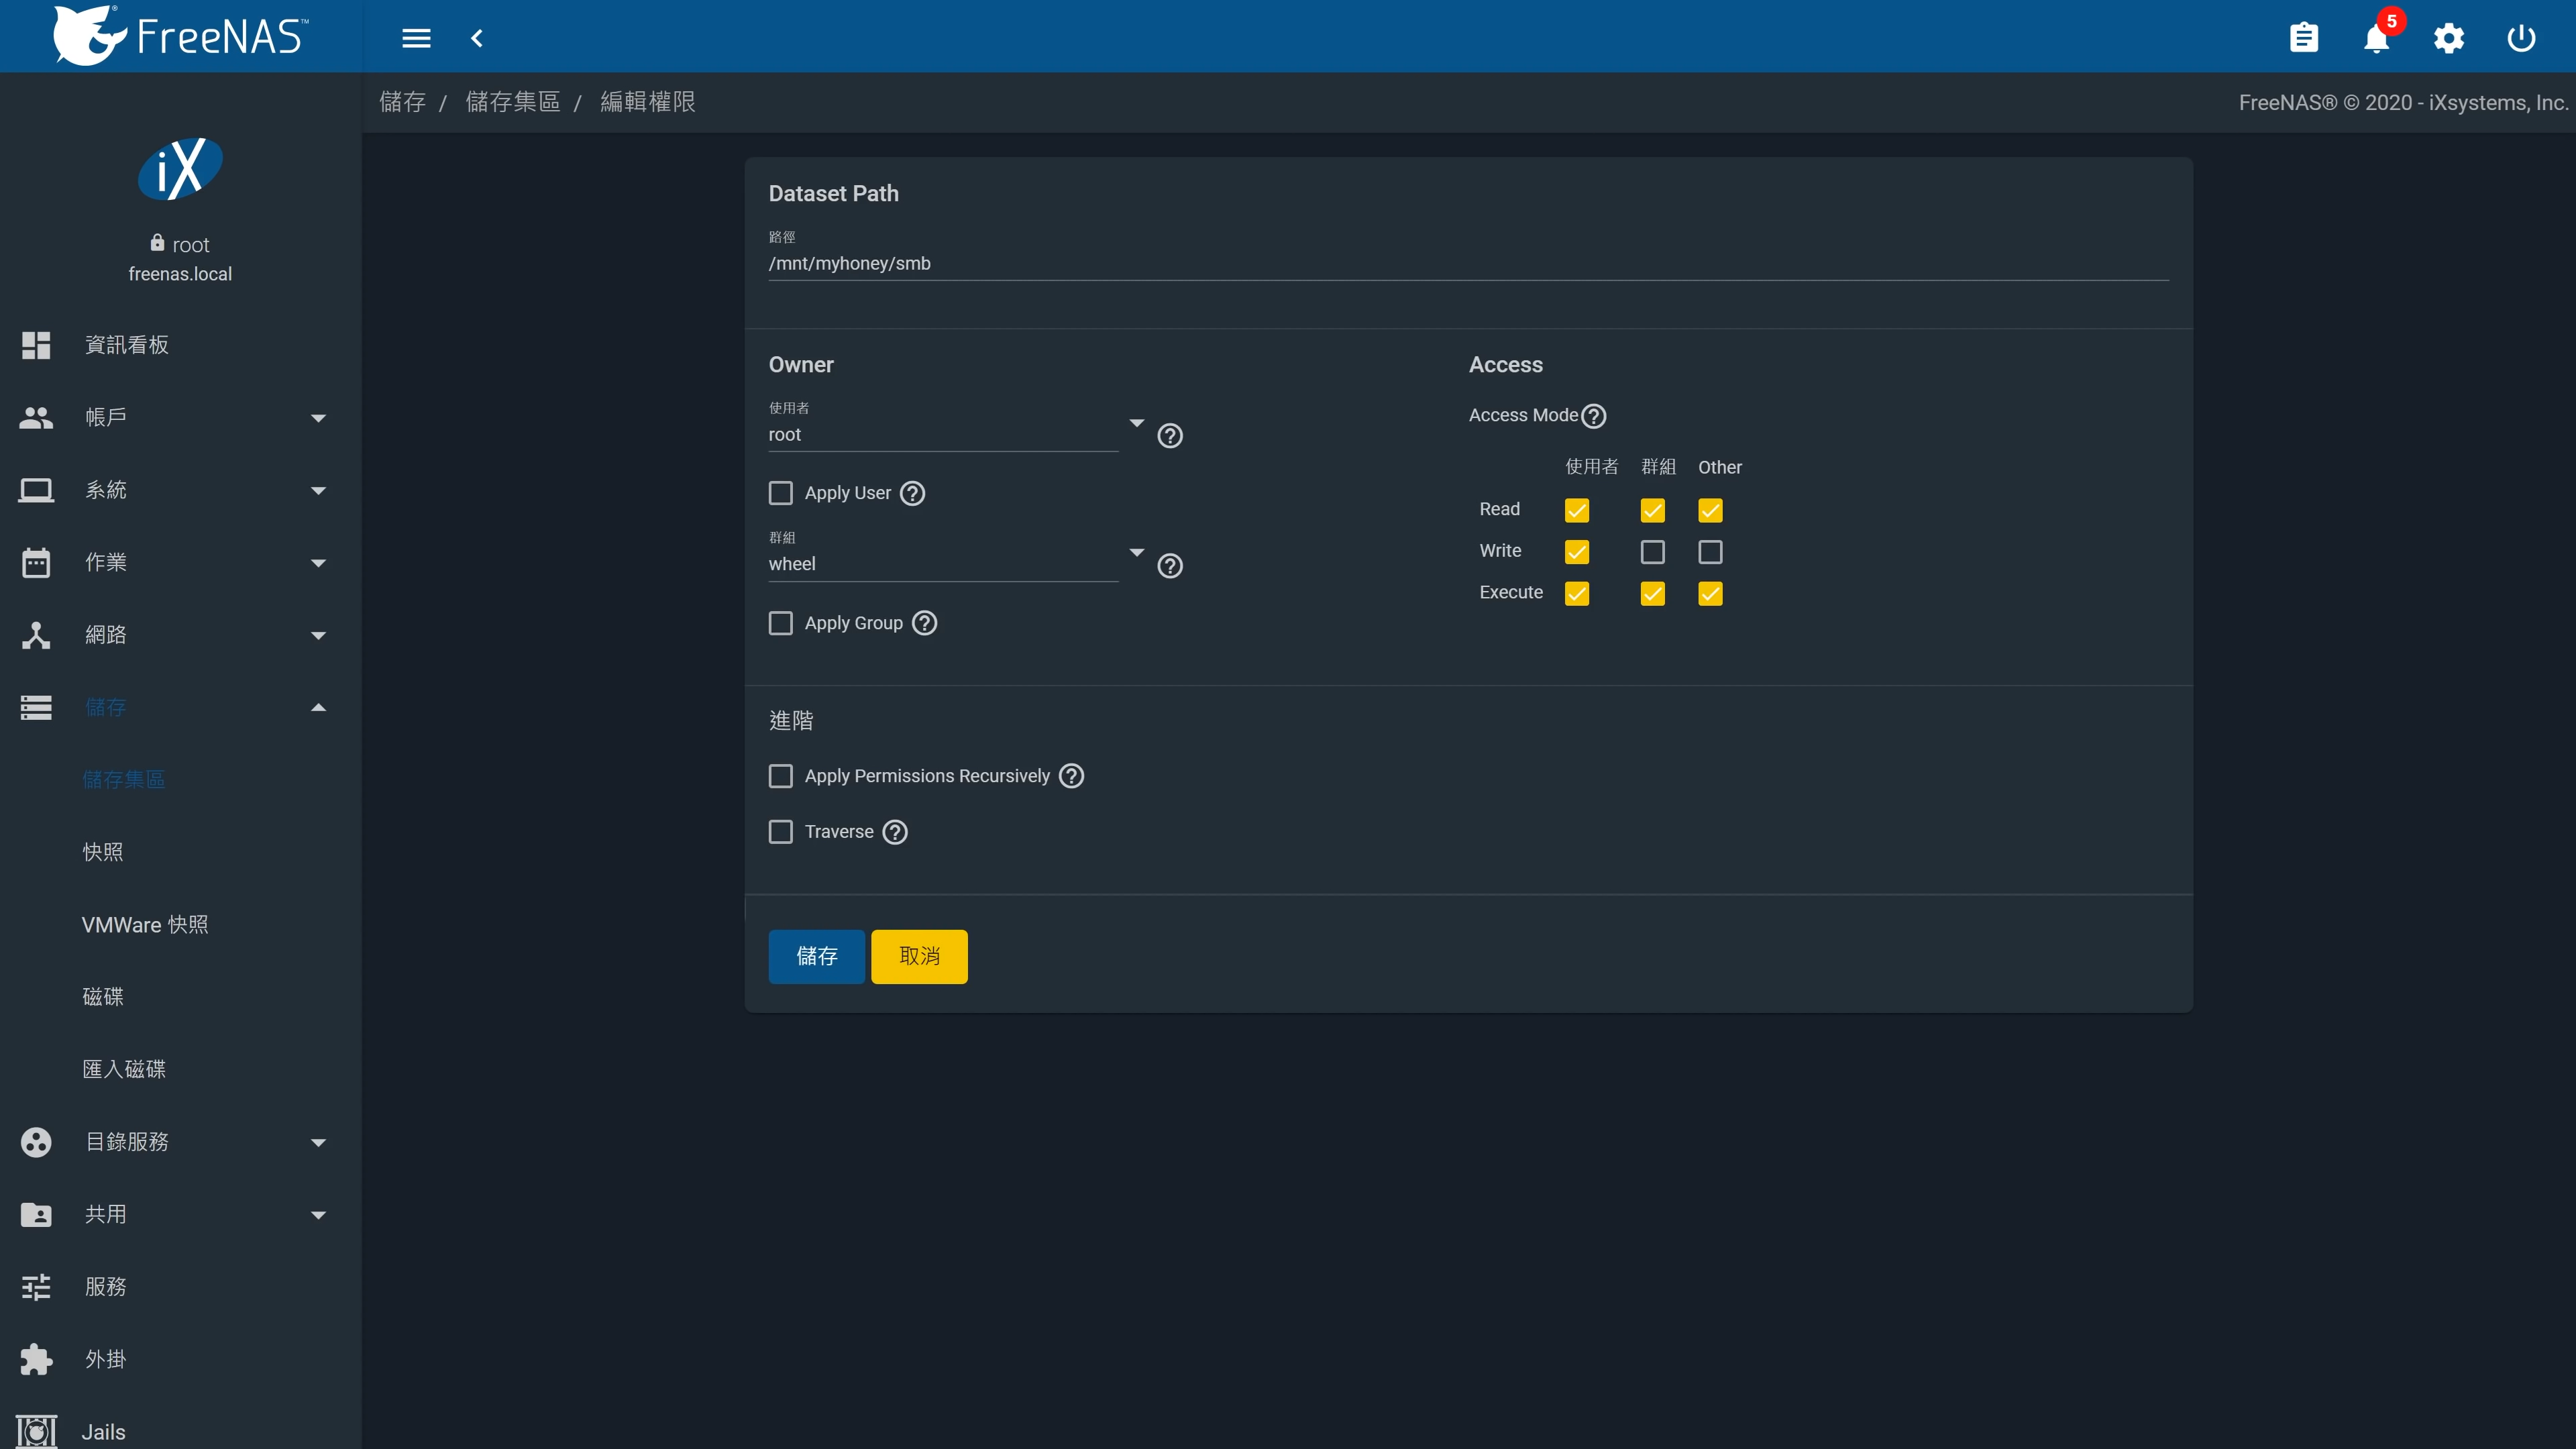 FreeNAS®™
5
儲存 / 儲存集區 / 編輯權限
FreeNAS® © 2020 - iXsystems, Inc.
iX
root
freenas.local
資訊看板
帳戶
系統
作業
網路
儲存
儲存集區
快照
VMWare 快照
磁碟
匯入磁碟
目錄服務
共用
服務
外掛
Jails
Dataset Path
路徑
/mnt/myhoney/smb
Owner
使用者
root
Apply User
群組
wheel
Apply Group
Access
Access Mode
使用者 群組 Other
Read
Write
Execute
進階
Apply Permissions Recursively
Traverse
儲存 取消